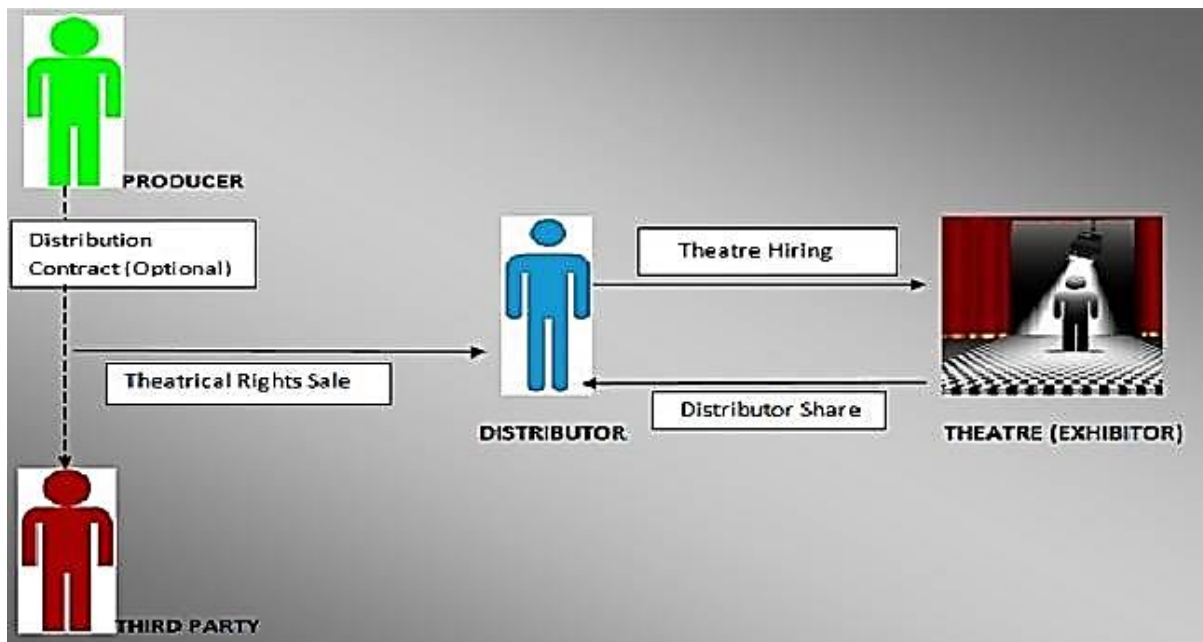 PRODUCER
Distribution
Contract (Optional)
Theatrical Rights Sale
THIRD PARTY
DISTRIBUTOR
Theatre Hiring
Distributor Share
THEATRE (EXHIBITOR)